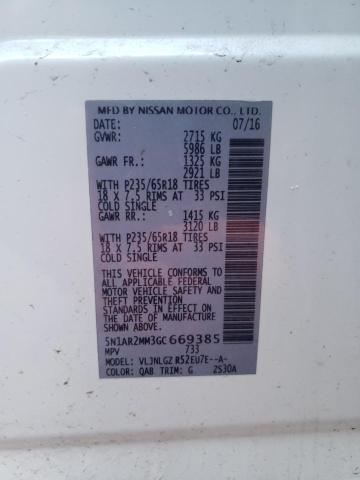 MFD BY NISSAN MOTOR CO., LTD.
DATE: 07/16
GVWR: 2715 KG
5986 LB
GAWR FR.: 1325 KG
2921 LB
WITH P235/65R18 TIRES
18 X 7.5 RIMS AT 33 PSI
COLD SINGLE
GAWR RR.: 1415 KG
3120 LB
WITH P235/65R18 TIRES
18 X 7.5 RIMS AT 33 PSI
COLD SINGLE
THIS VEHICLE CONFORMS TO
ALL APPLICABLE FEDERAL
MOTOR VEHICLE SAFETY
STANDARDS IN EFFECT ON
THE DATE OF MANUFACTURE
SHOWN ABOVE.
5N1AR2MM3GC669385
MPV 733
MODEL: VLJNLGZ R52EU7E--A-
COLOR: QAB TRIM: G 2S30A